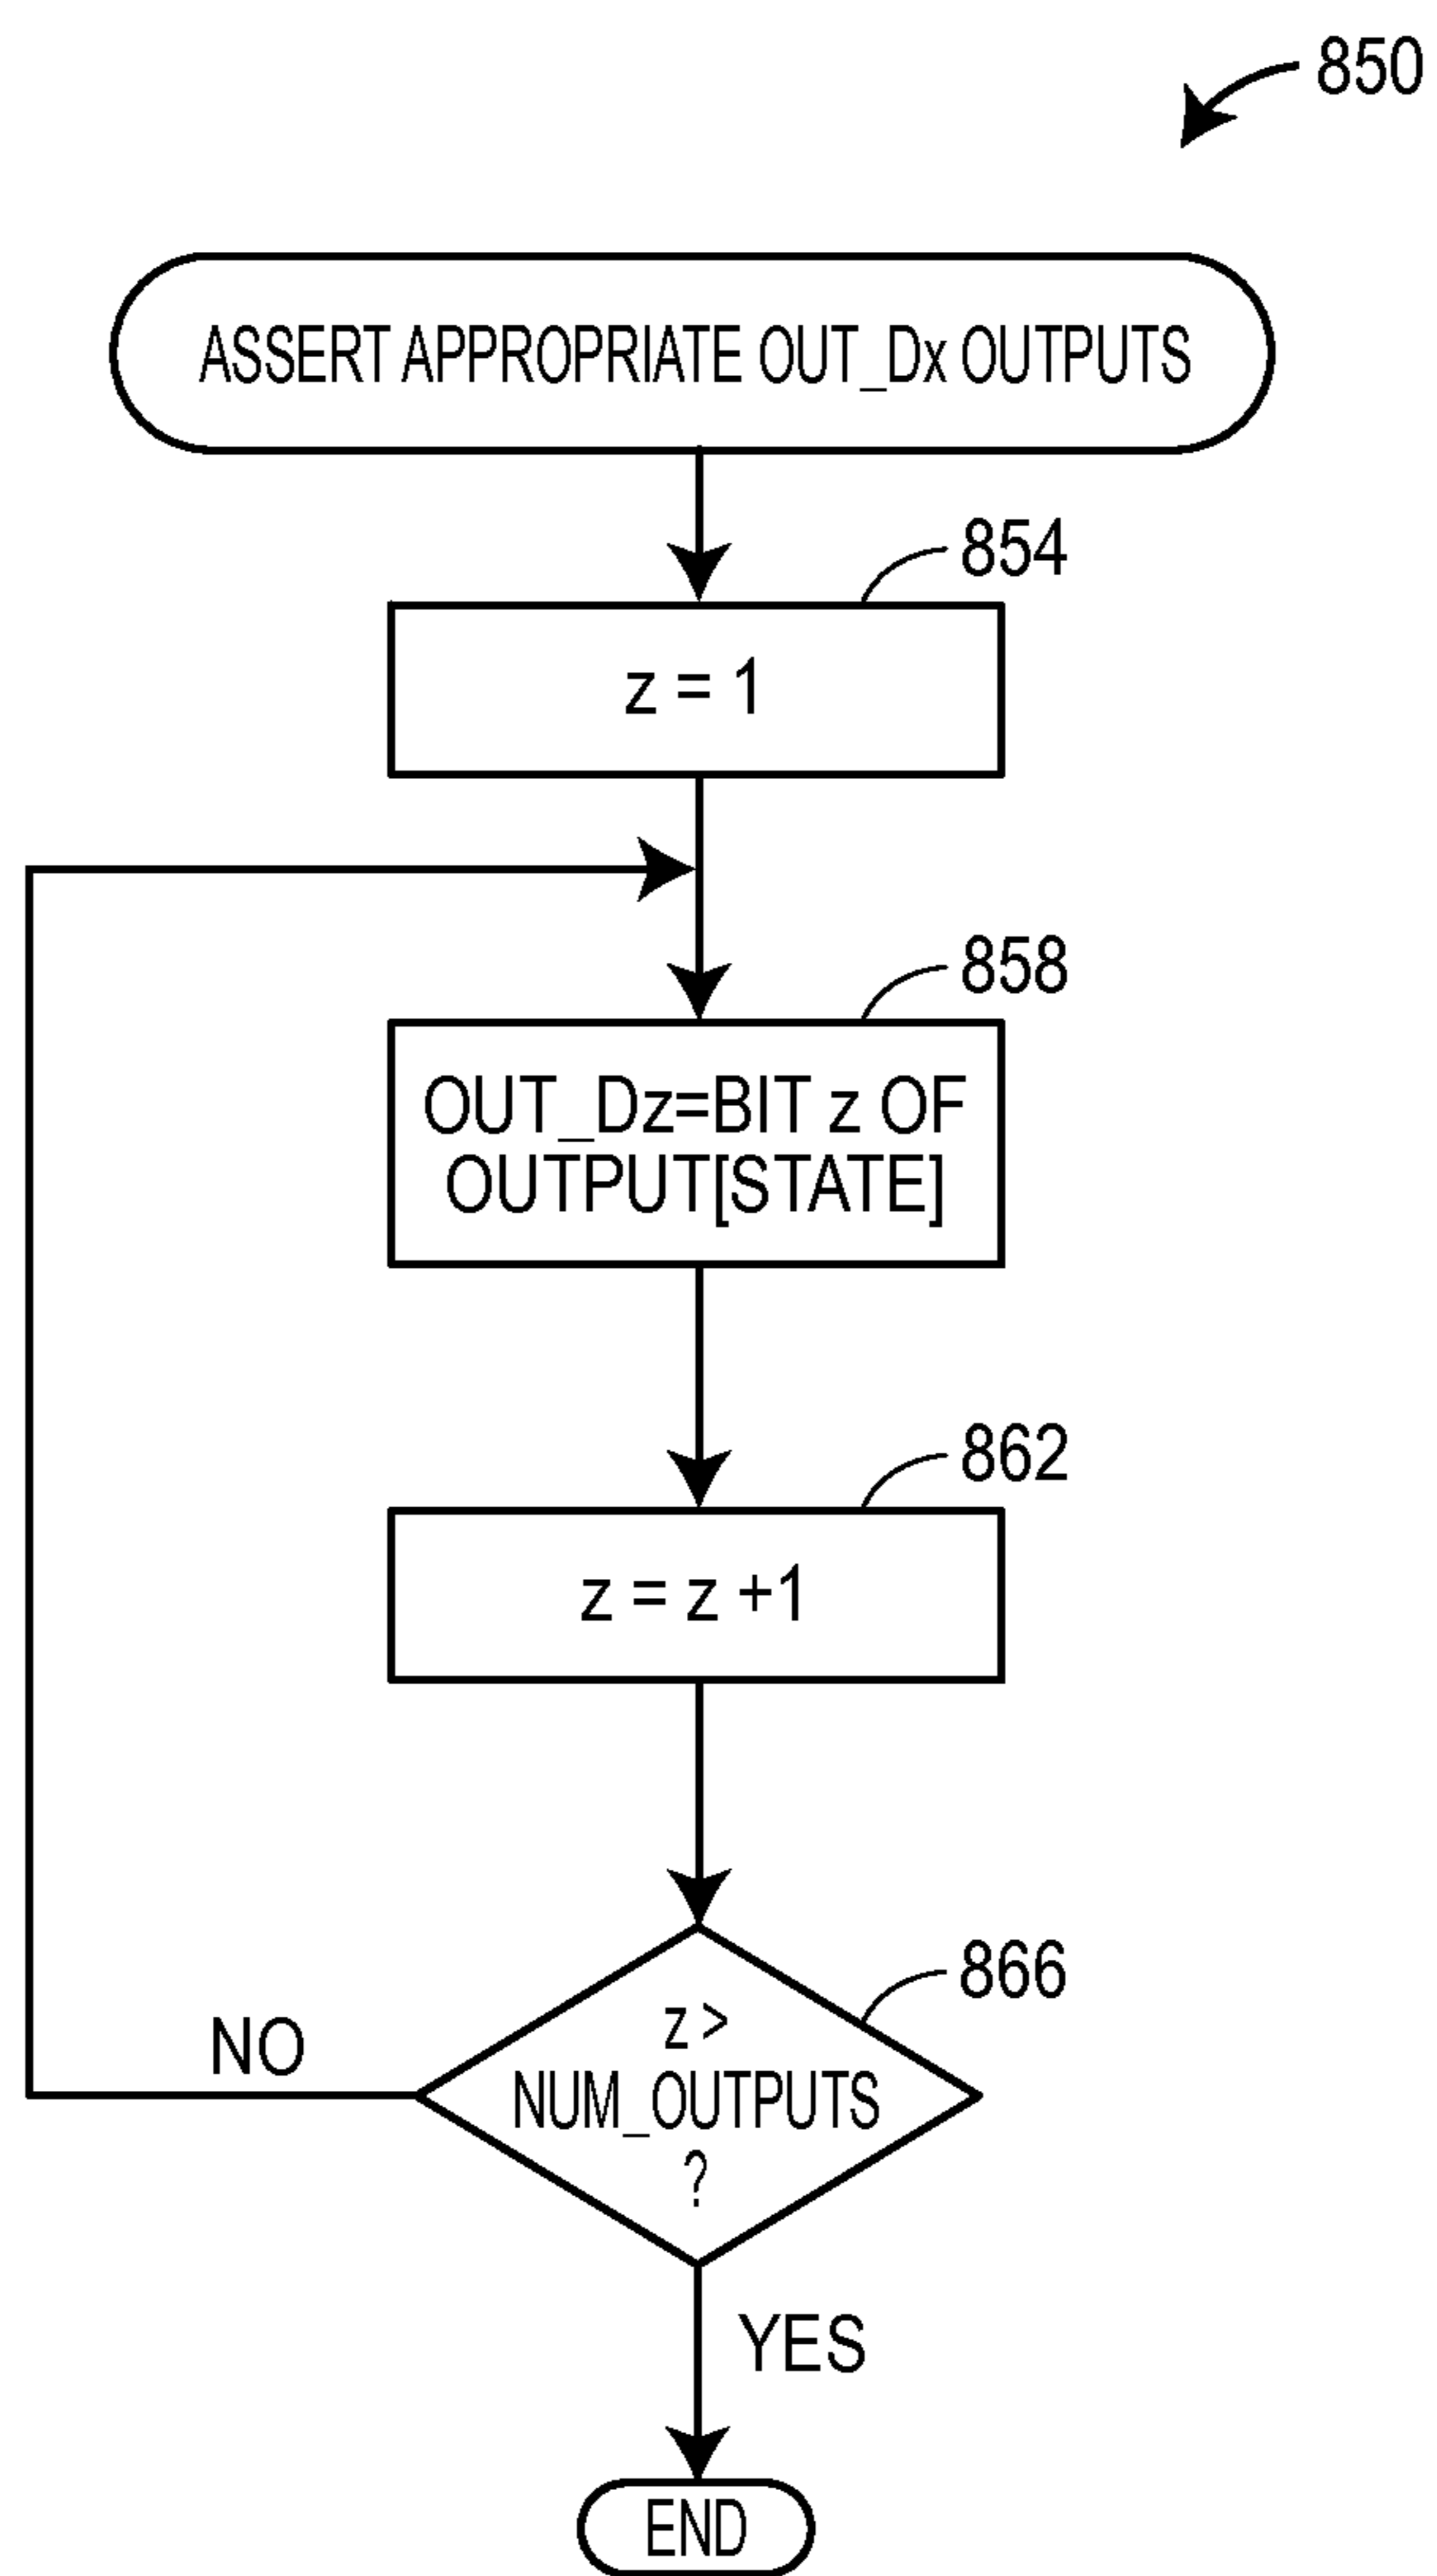 850
ASSERT APPROPRIATE OUT_Dx OUTPUTS
854
z = 1
858
OUT_Dz=BIT z OF
OUTPUT[STATE]
862
z = z +1
866
z >
NUM_OUTPUTS
?
NO
YES
END